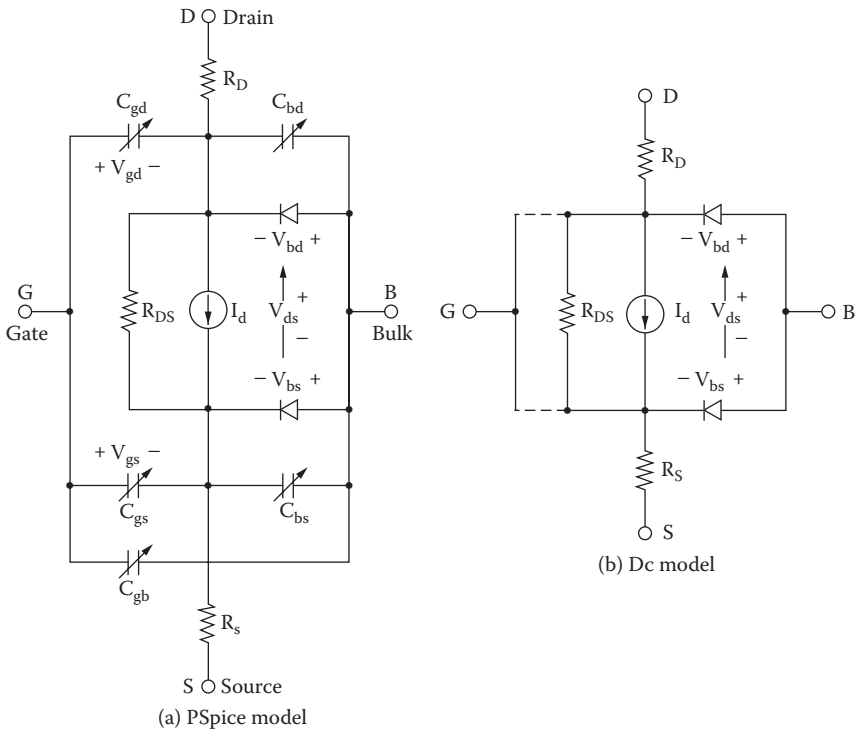 D Drain
R_D
C_gd
C_bd
+ V_gd −
− V_bd +
G
Gate
R_DS
I_d
+
V_ds
−
B
Bulk
− V_bs +
+ V_gs −
C_gs
C_bs
C_gb
R_s
S Source
(a) PSpice model
D
R_D
− V_bd +
G
R_DS
I_d
+
V_ds
−
B
− V_bs +
R_S
S
(b) Dc model